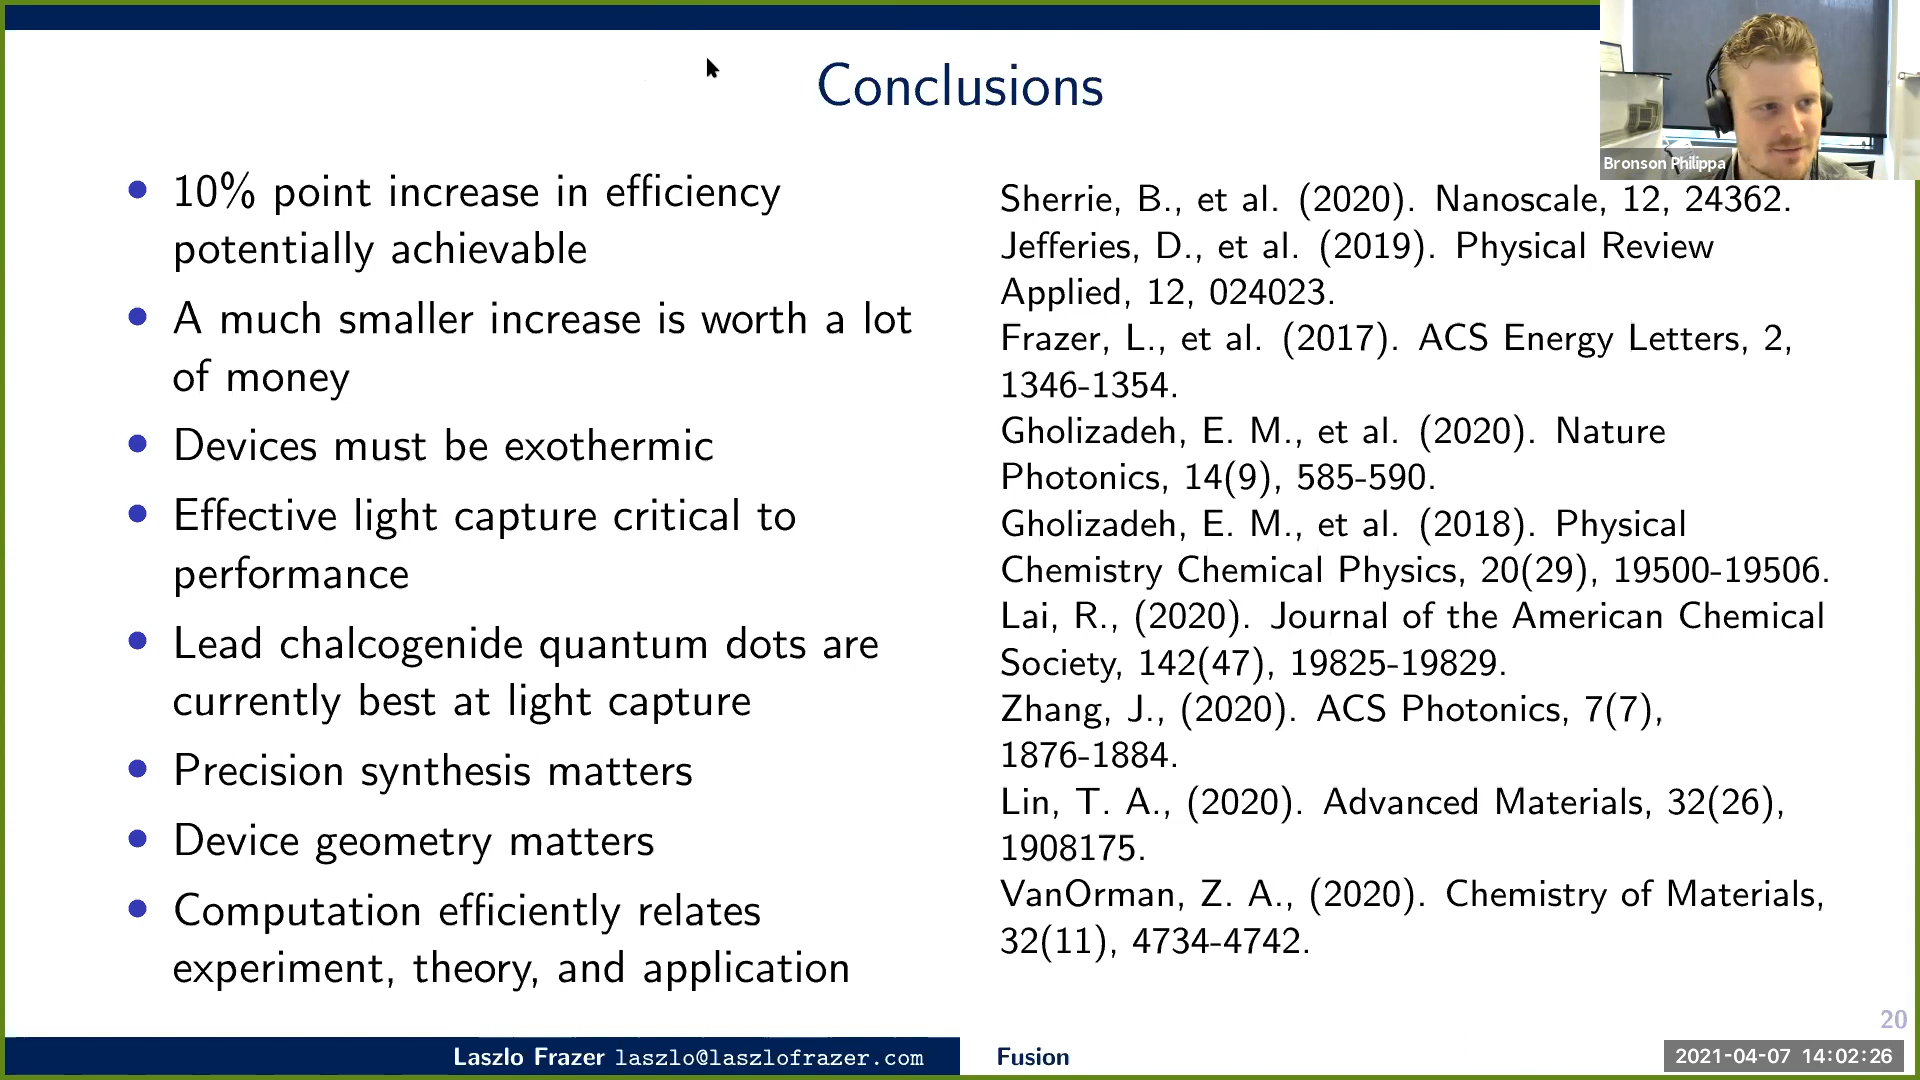 Conclusions
Bronson Philippa
10% point increase in efficiency
potentially achievable
A much smaller increase is worth a lot
of money
Devices must be exothermic
Effective light capture critical to
performance
Lead chalcogenide quantum dots are
currently best at light capture
Precision synthesis matters
Device geometry matters
Computation efficiently relates
experiment, theory, and application
Sherrie, B., et al. (2020). Nanoscale, 12, 24362.
Jefferies, D., et al. (2019). Physical Review
Applied, 12, 024023.
Frazer, L., et al. (2017). ACS Energy Letters, 2,
1346-1354.
Gholizadeh, E. M., et al. (2020). Nature
Photonics, 14(9), 585-590.
Gholizadeh, E. M., et al. (2018). Physical
Chemistry Chemical Physics, 20(29), 19500-19506.
Lai, R., (2020). Journal of the American Chemical
Society, 142(47), 19825-19829.
Zhang, J., (2020). ACS Photonics, 7(7),
1876-1884.
Lin, T. A., (2020). Advanced Materials, 32(26),
1908175.
VanOrman, Z. A., (2020). Chemistry of Materials,
32(11), 4734-4742.
20
Laszlo Frazer laszlo@laszlofrazer.com
Fusion
2021-04-07 14:02:26